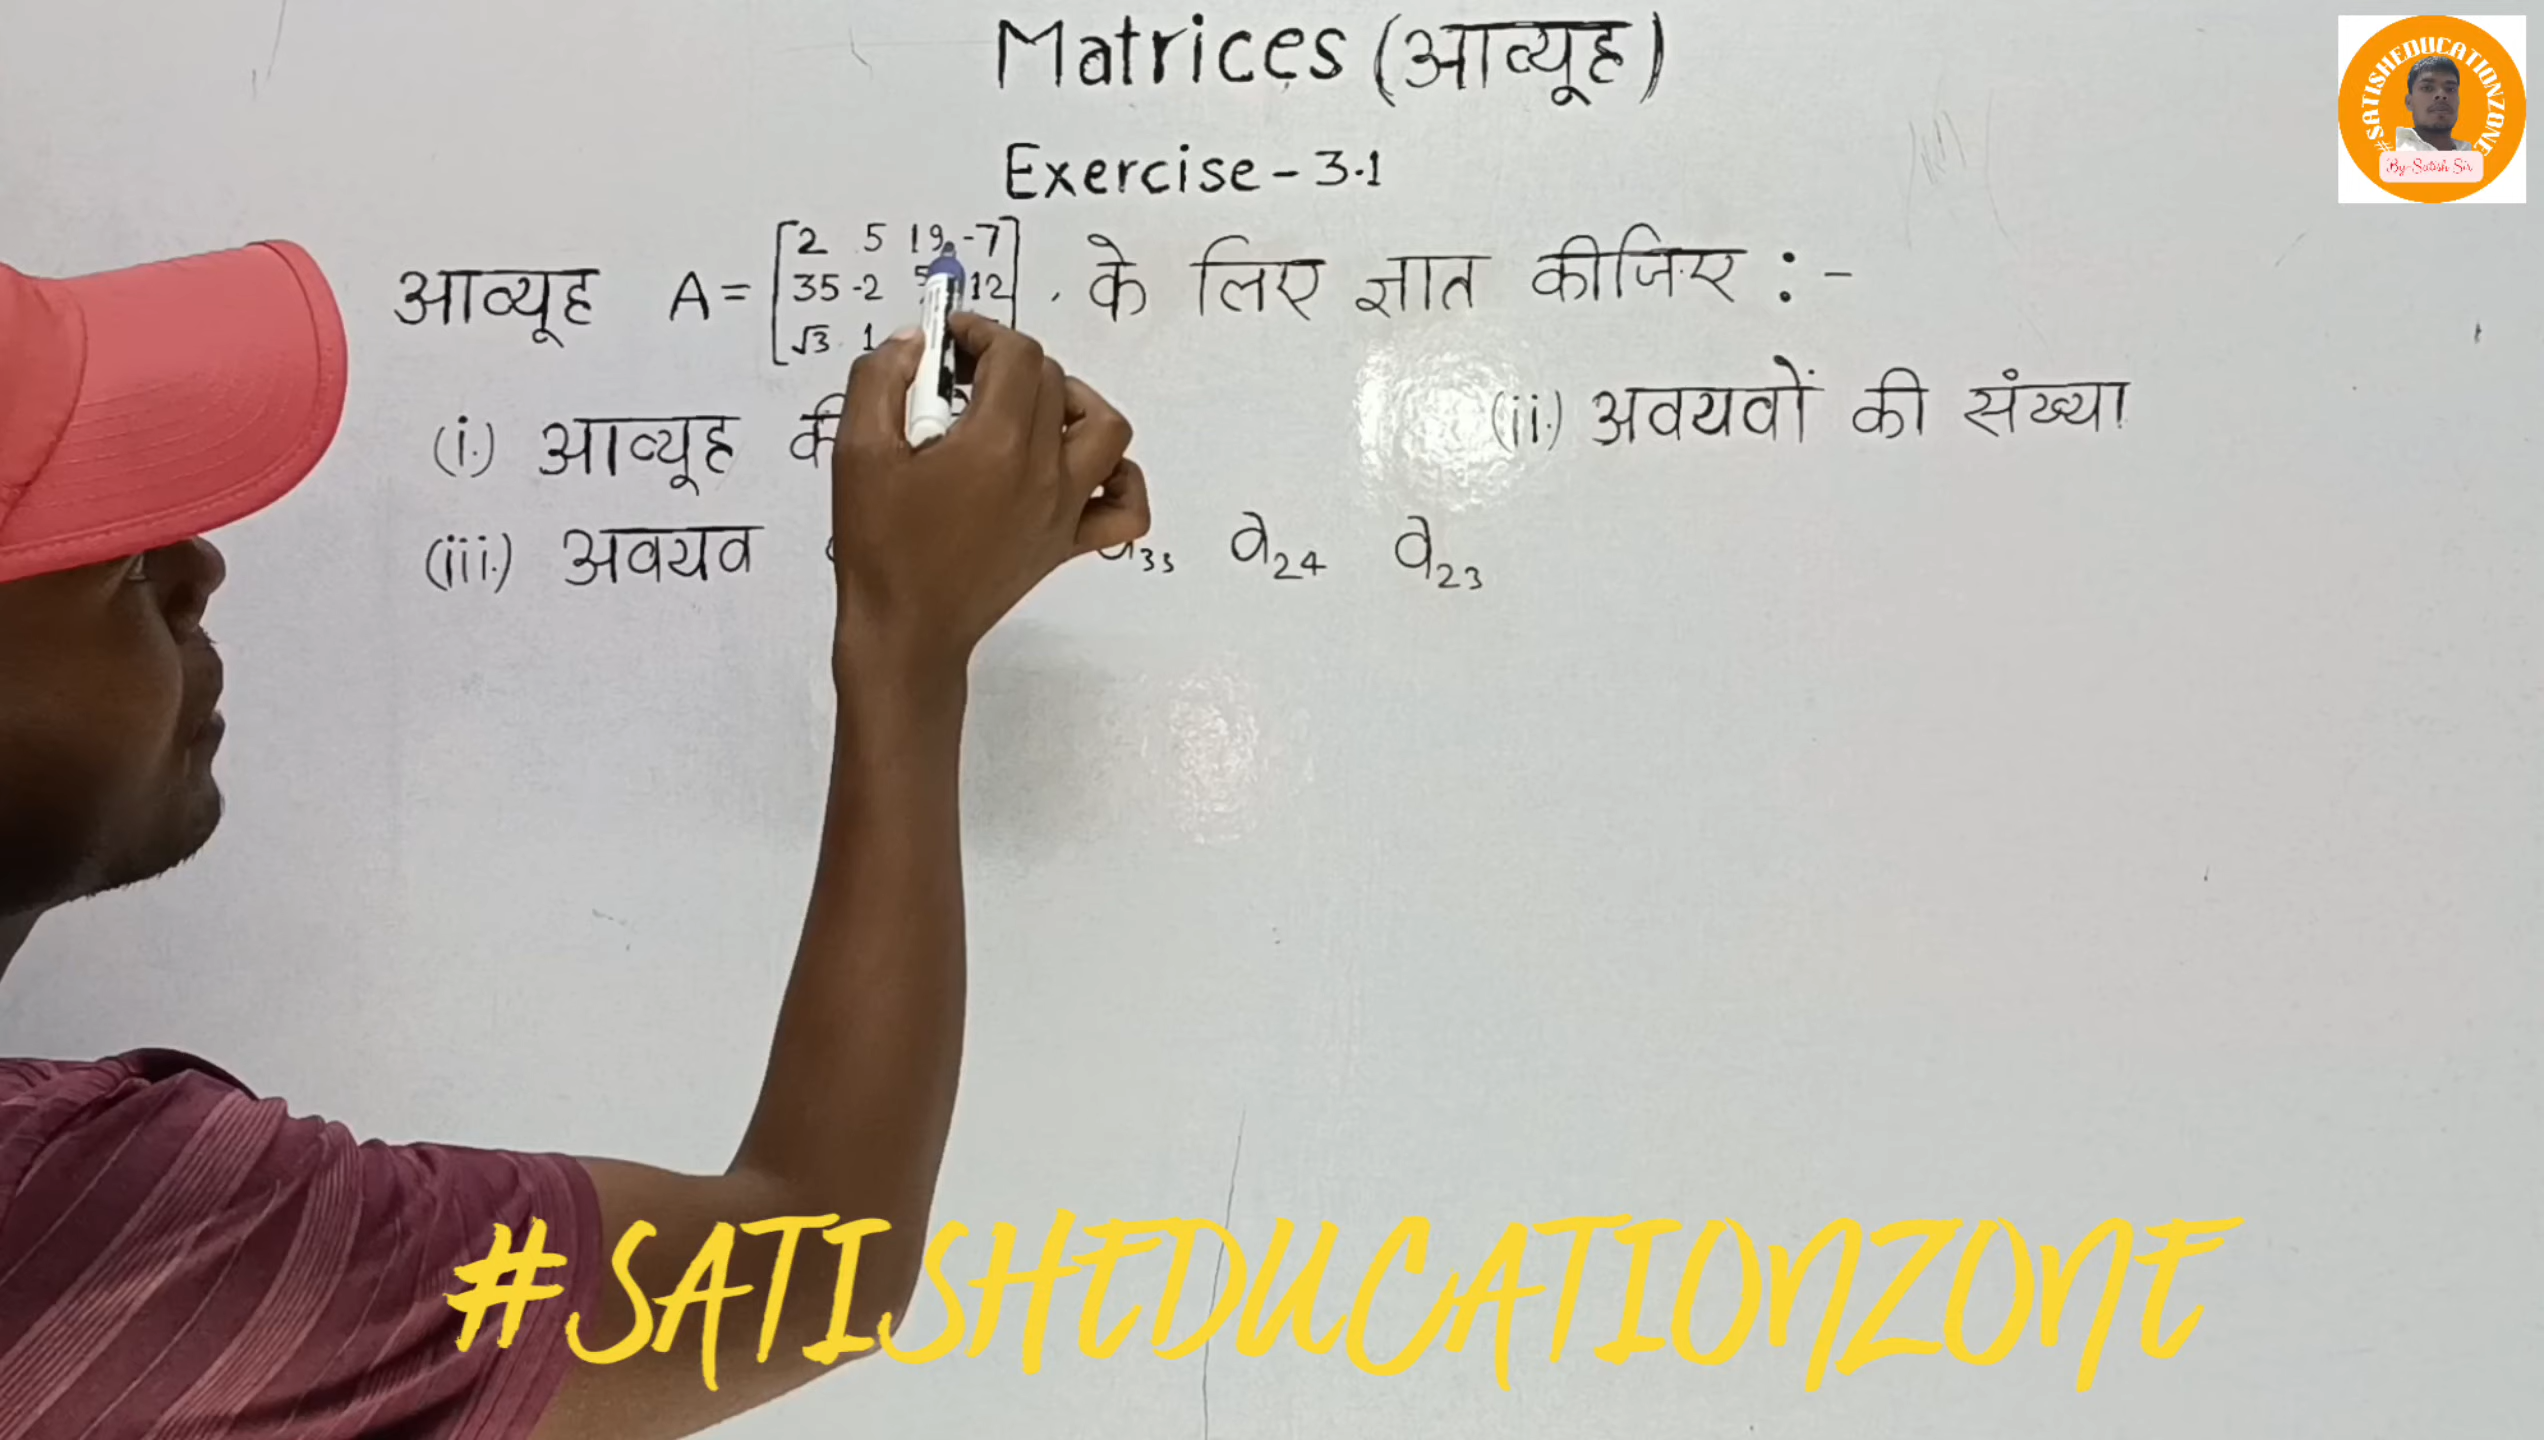 Matrices (आव्यूह)
Exercise - 3.1
आव्यूह A = [2 5 19 -7 के लिए ज्ञात कीजिए : -
35 -2 12
√3 1
(i.) आव्यूह की
(ii.) अवयवों की संख्या
(iii.) अवयव a₃₃ a₂₄ a₂₃
#SATISHEDUCATIONZONE
#SATISHEDUCATIONZONE
By-Satish Sir